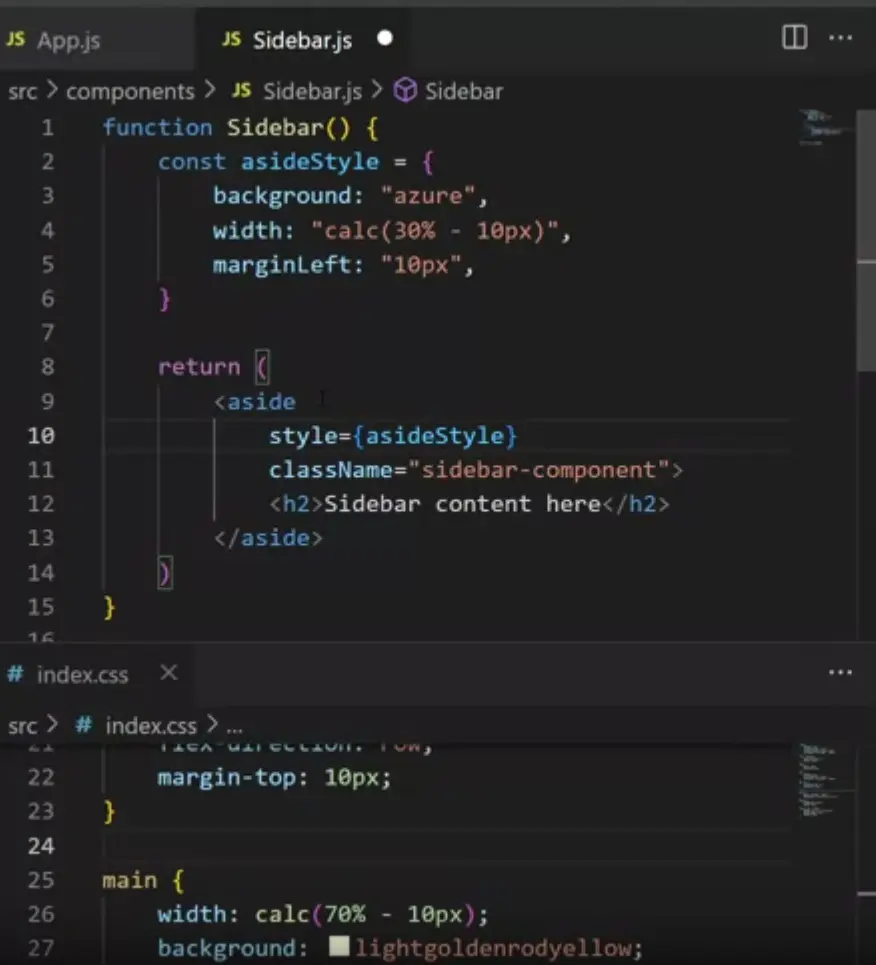 JS App.js JS Sidebar.js
src > components > JS Sidebar.js > Sidebar
1 function Sidebar() {
2 const asideStyle = {
3 background: "azure",
4 width: "calc(30% - 10px)",
5 marginLeft: "10px",
6 }
7
8 return (
9 <aside
10 style={asideStyle}
11 className="sidebar-component">
12 <h2>Sidebar content here</h2>
13 </aside>
14 )
15 }
16
# index.css
src > # index.css > ...
21 flex-direction: row;
22 margin-top: 10px;
23 }
24
25 main {
26 width: calc(70% - 10px);
27 background: lightgoldenrodyellow;